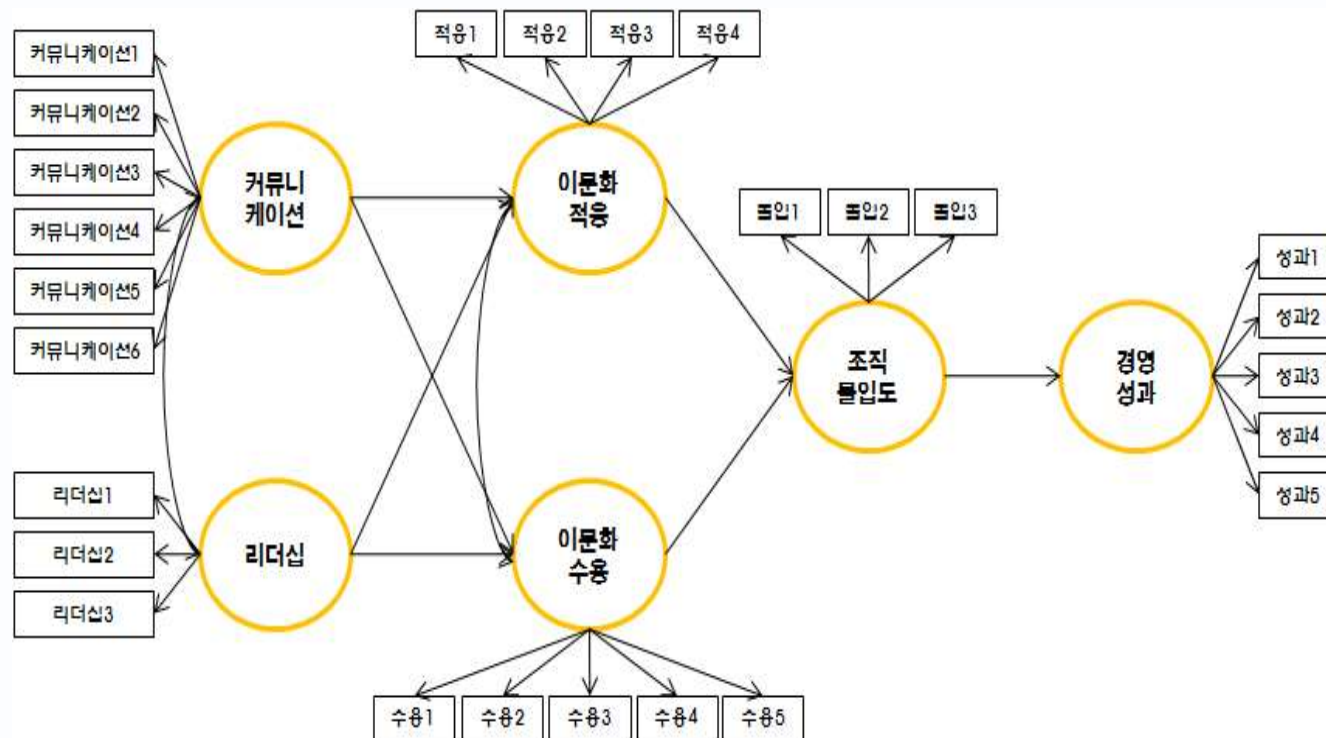 적응1
적응2
적응3
적응4
커뮤니케이션1
커뮤니케이션2
커뮤니케이션3
커뮤니케이션4
커뮤니케이션5
커뮤니케이션6
커뮤니
케이션
이문화
적응
몰입1
몰입2
몰입3
조직
몰입도
경영
성과
성과1
성과2
성과3
성과4
성과5
리더십1
리더십2
리더십3
리더십
이문화
수용
수용1
수용2
수용3
수용4
수용5